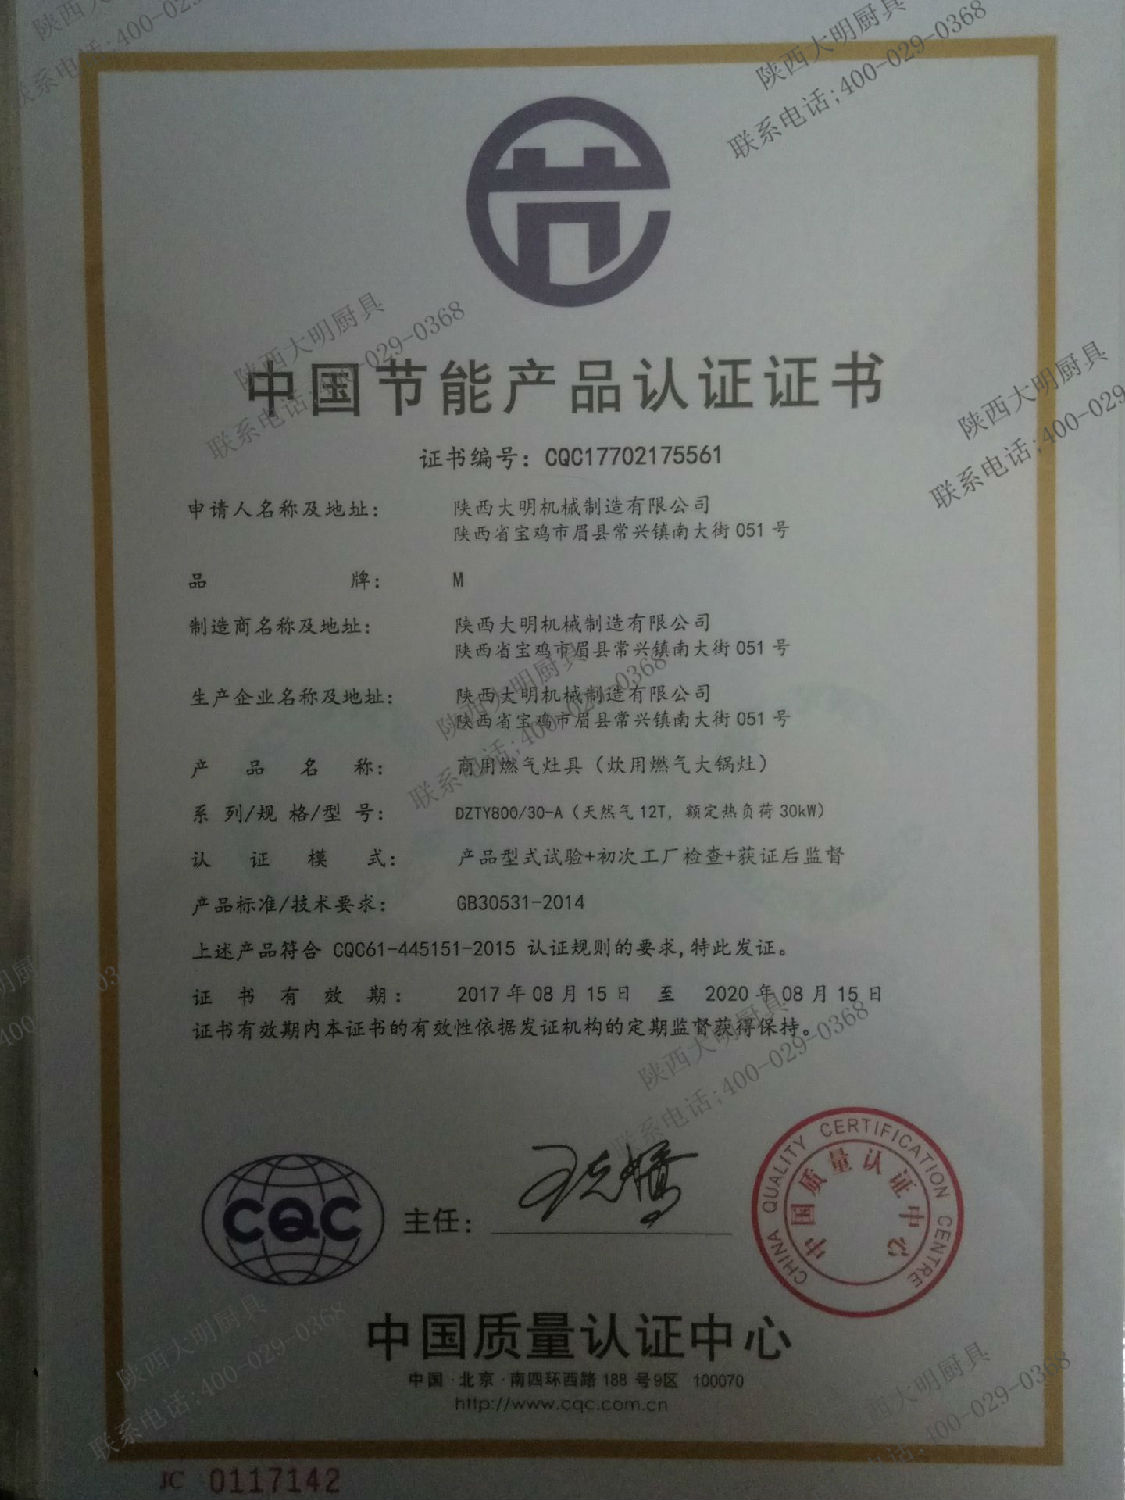 陕西大明厨具
联系电话:400-029-0368
中国节能产品认证证书
证书编号：CQC17702175561
申请人名称及地址： 陕西大明机械制造有限公司
陕西省宝鸡市眉县常兴镇南大街051号
品 牌： M
制造商名称及地址： 陕西大明机械制造有限公司
陕西省宝鸡市眉县常兴镇南大街051号
生产企业名称及地址： 陕西大明机械制造有限公司
陕西省宝鸡市眉县常兴镇南大街051号
产 品 名 称： 商用燃气灶具（炊用燃气大锅灶）
系 列/规 格/型 号： DZTY800/30-A（天然气12T，额定热负荷30kW）
认 证 模 式： 产品型式试验+初次工厂检查+获证后监督
产品标准/技术要求： GB30531-2014
上述产品符合 CQC61-445151-2015 认证规则的要求,特此发证。
证 书 有 效 期： 2017年08月15日 至 2020年08月15日
证书有效期内本证书的有效性依据发证机构的定期监督获得保持。
CQC
主任：
CHINA QUALITY CERTIFICATION CENTRE
中国质量认证中心
中国质量认证中心
中国·北京·南四环西路188号9区 100070
http://www.cqc.com.cn
JC 0117142